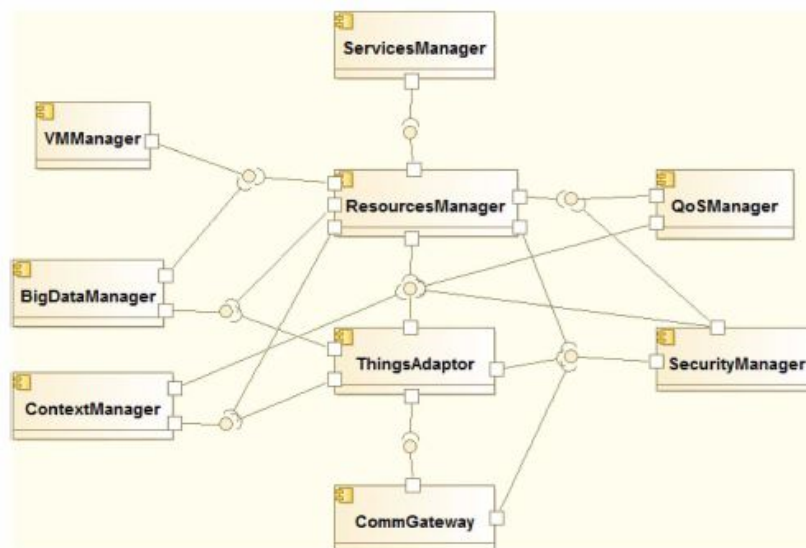 ServicesManager
VMManager
ResourcesManager
QoSManager
BigDataManager
ThingsAdaptor
SecurityManager
ContextManager
CommGateway